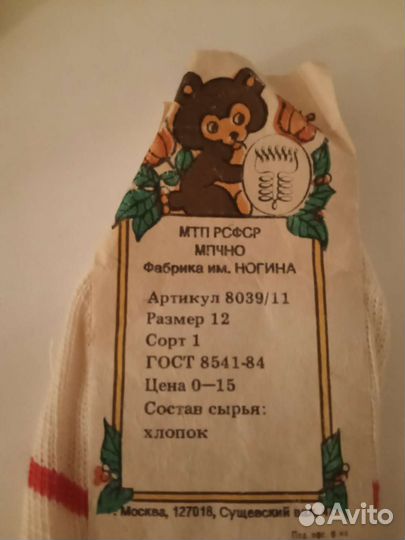 МТП РСФСР
МПЧНО
Фабрика им. НОГИНА
Артикул 8039/11
Размер 12
Сорт 1
ГОСТ 8541-84
Цена 0—15
Состав сырья:
хлопок
Москва, 127018, Сущевский
Avito